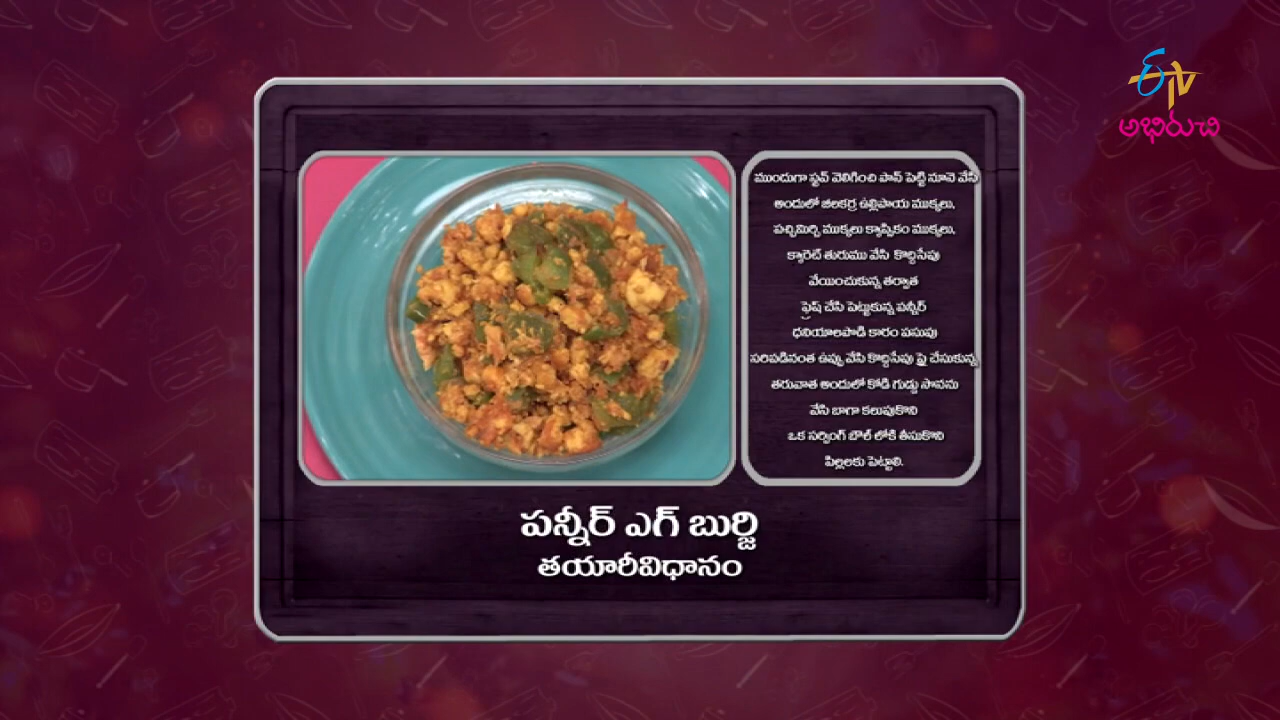 ETV
అభిరుచి
ముందుగా స్టవ్ వెలిగించి పాన్ పెట్టి నూనె వేసి
అందులో జీలకర్ర ఉల్లిపాయ ముక్కలు,
పచ్చిమిర్చి ముక్కలు క్యాప్సికం ముక్కలు,
క్యారెట్ తురుము వేసి కొద్దిసేపు
వేయించుకున్న తర్వాత
ఫ్రైష్ చేసి పెట్టుకున్న పన్నీర్
ధనియాలపొడి కారం పసుపు
సరిపడినంత ఉప్పు వేసి కొద్దిసేపు ఫ్రై చేసుకున్న
తరువాత అందులో కోడి గుడ్డు సొనను
వేసి బాగా కలుపుకొని
ఒక సర్వింగ్ బౌల్ లోకి తీసుకొని
పిల్లలకు పెట్టాలి.
పన్నీర్ ఎగ్ బుర్జి
తయారీవిధానం